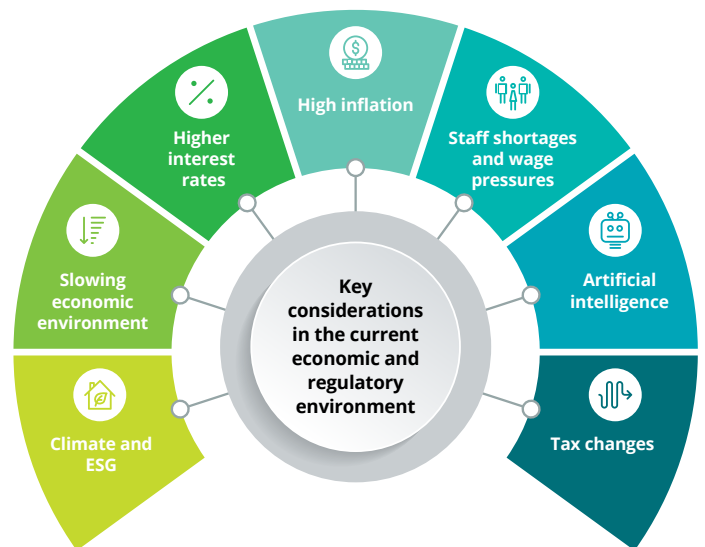 High inflation
Higher
interest
rates
Staff shortages
and wage
pressures
Slowing
economic
environment
Artificial
intelligence
Key
considerations
in the current
economic and
regulatory
environment
Climate and
ESG
Tax changes